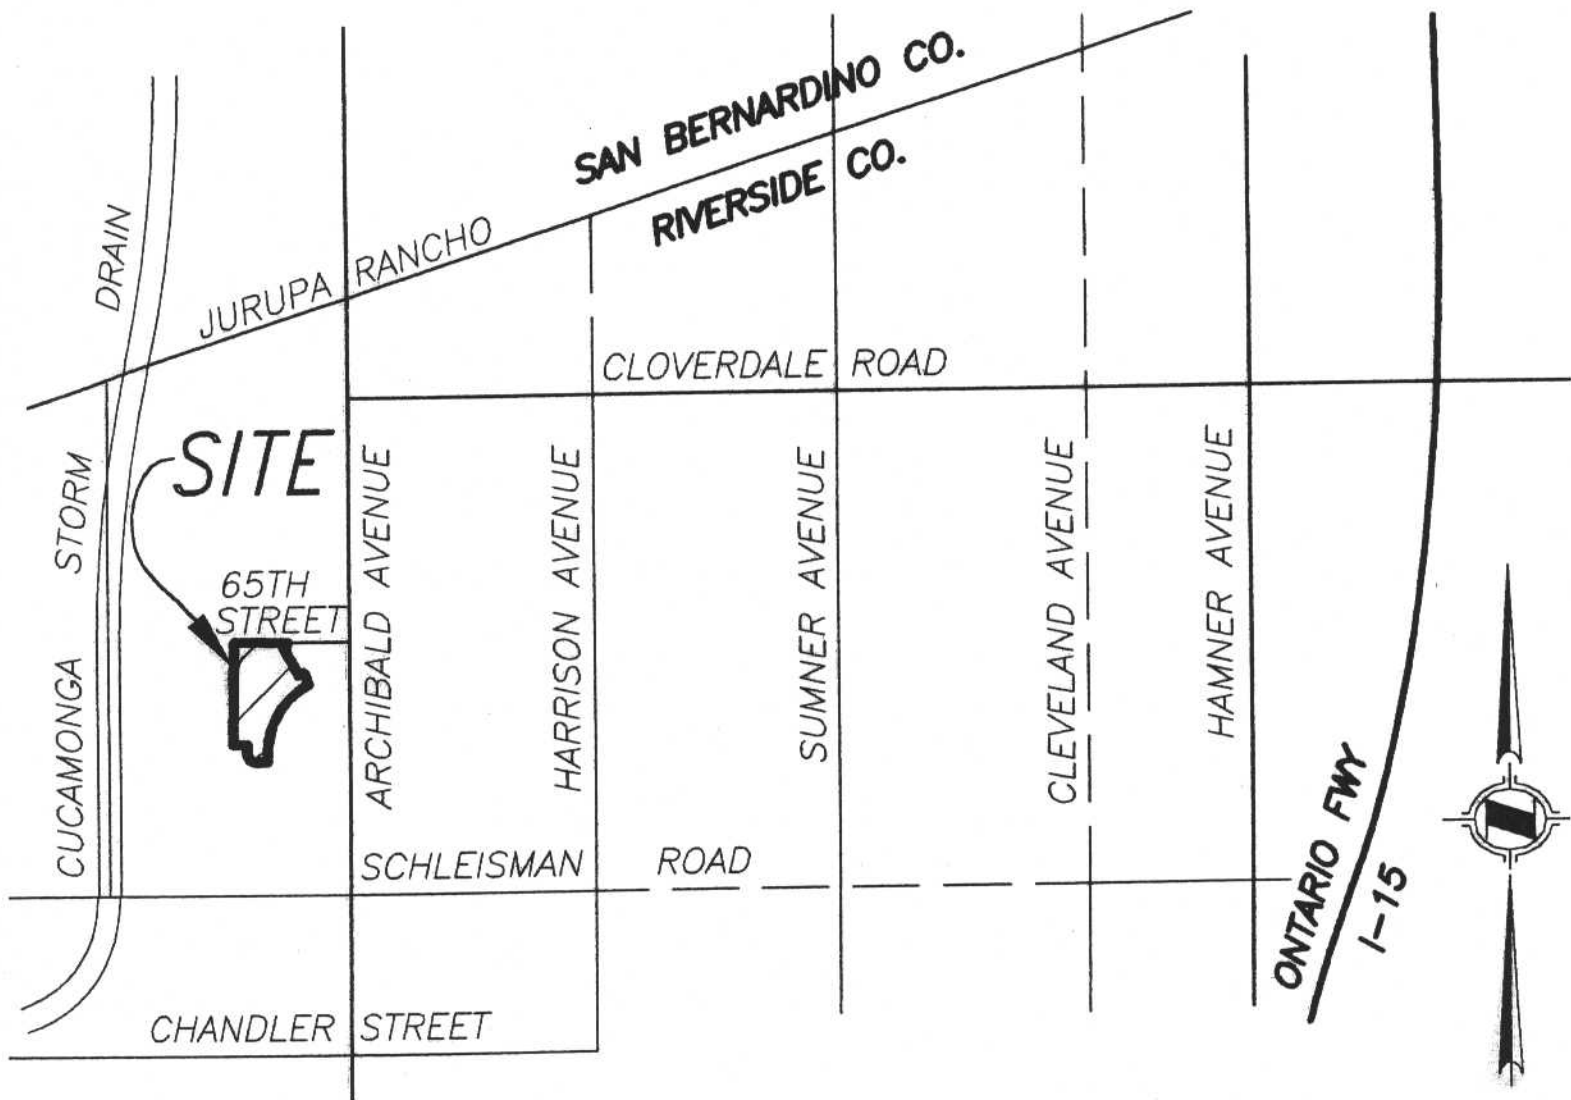 SAN BERNARDINO CO.
RIVERSIDE CO.
JURUPA RANCHO
CUCAMONGA STORM DRAIN
CLOVERDALE ROAD
SITE
65TH
STREET
ARCHIBALD AVENUE
HARRISON AVENUE
SUMNER AVENUE
CLEVELAND AVENUE
HAMNER AVENUE
ONTARIO FWY
I-15
SCHLEISMAN ROAD
CHANDLER STREET